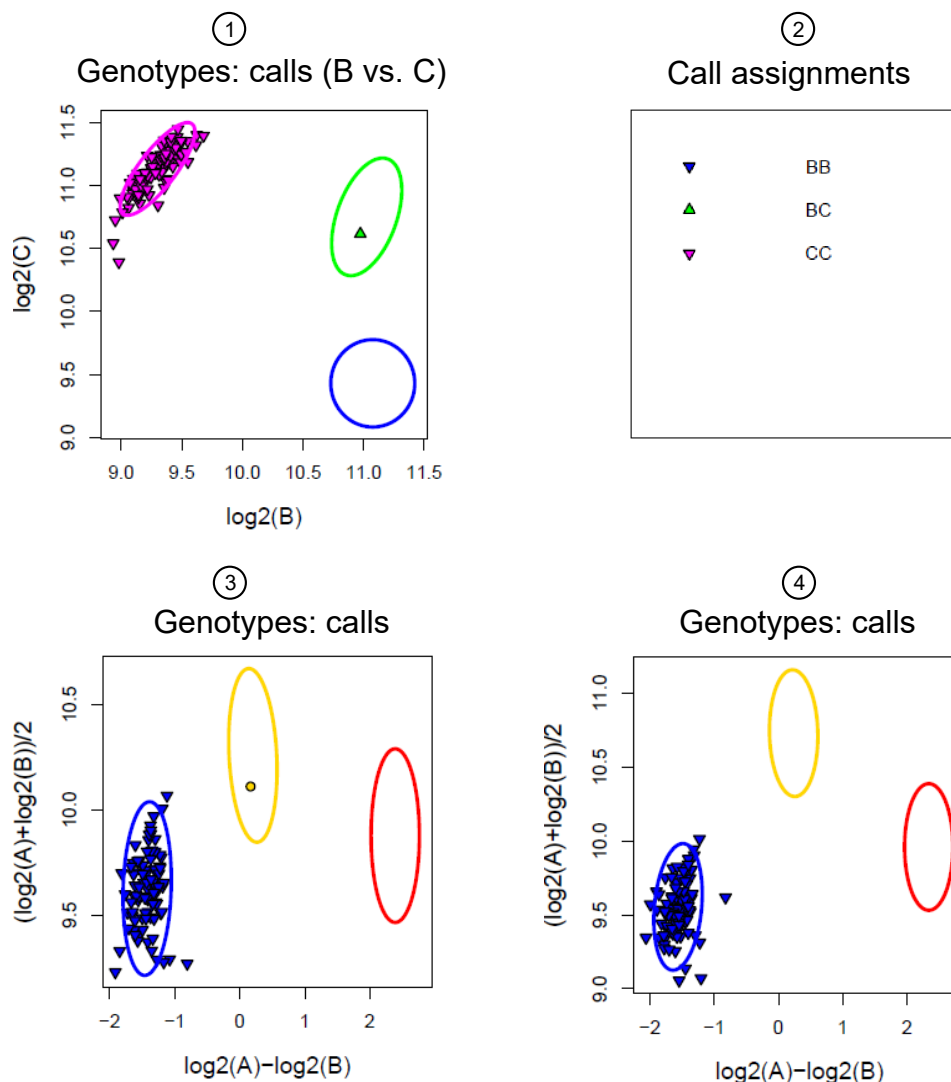 ①
Genotypes: calls (B vs. C)
log2(C)
11.5
11.0
10.5
10.0
9.5
9.0
9.0 9.5 10.0 10.5 11.0 11.5
log2(B)
②
Call assignments
BB
BC
CC
③
Genotypes: calls
(log2(A)+log2(B))/2
10.5
10.0
9.5
−2 −1 0 1 2
log2(A)−log2(B)
④
Genotypes: calls
(log2(A)+log2(B))/2
11.0
10.5
10.0
9.5
9.0
−2 −1 0 1 2
log2(A)−log2(B)